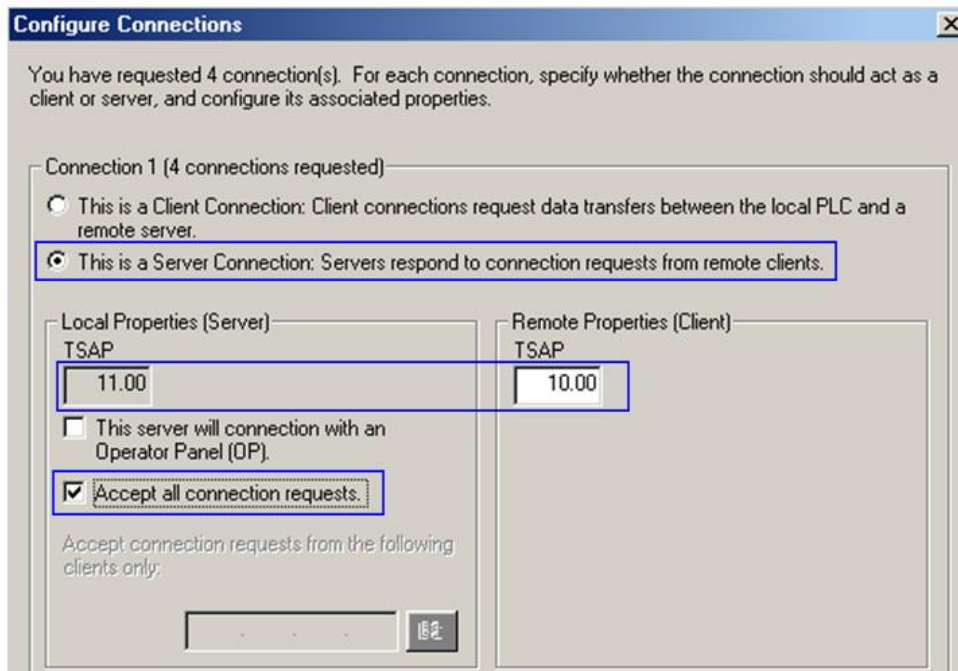 Configure Connections
You have requested 4 connection(s). For each connection, specify whether the connection should act as a
client or server, and configure its associated properties.
Connection 1 (4 connections requested)
This is a Client Connection: Client connections request data transfers between the local PLC and a
remote server.
This is a Server Connection: Servers respond to connection requests from remote clients.
Local Properties (Server)
TSAP
11.00
This server will connection with an
Operator Panel (OP).
Accept all connection requests.
Accept connection requests from the following
clients only:
Remote Properties (Client)
TSAP
10.00